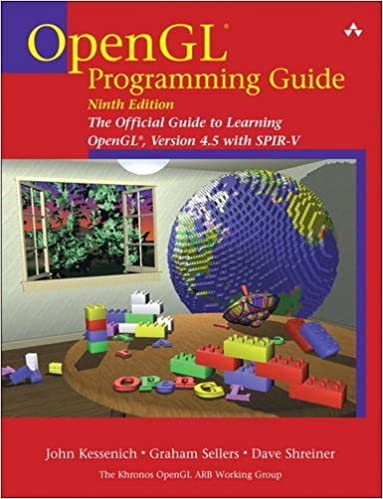 OpenGL®
Programming Guide
Ninth Edition
The Official Guide to Learning
OpenGL®, Version 4.5 with SPIR-V
OPENGL
John Kessenich • Graham Sellers • Dave Shreiner
The Khronos OpenGL ARB Working Group